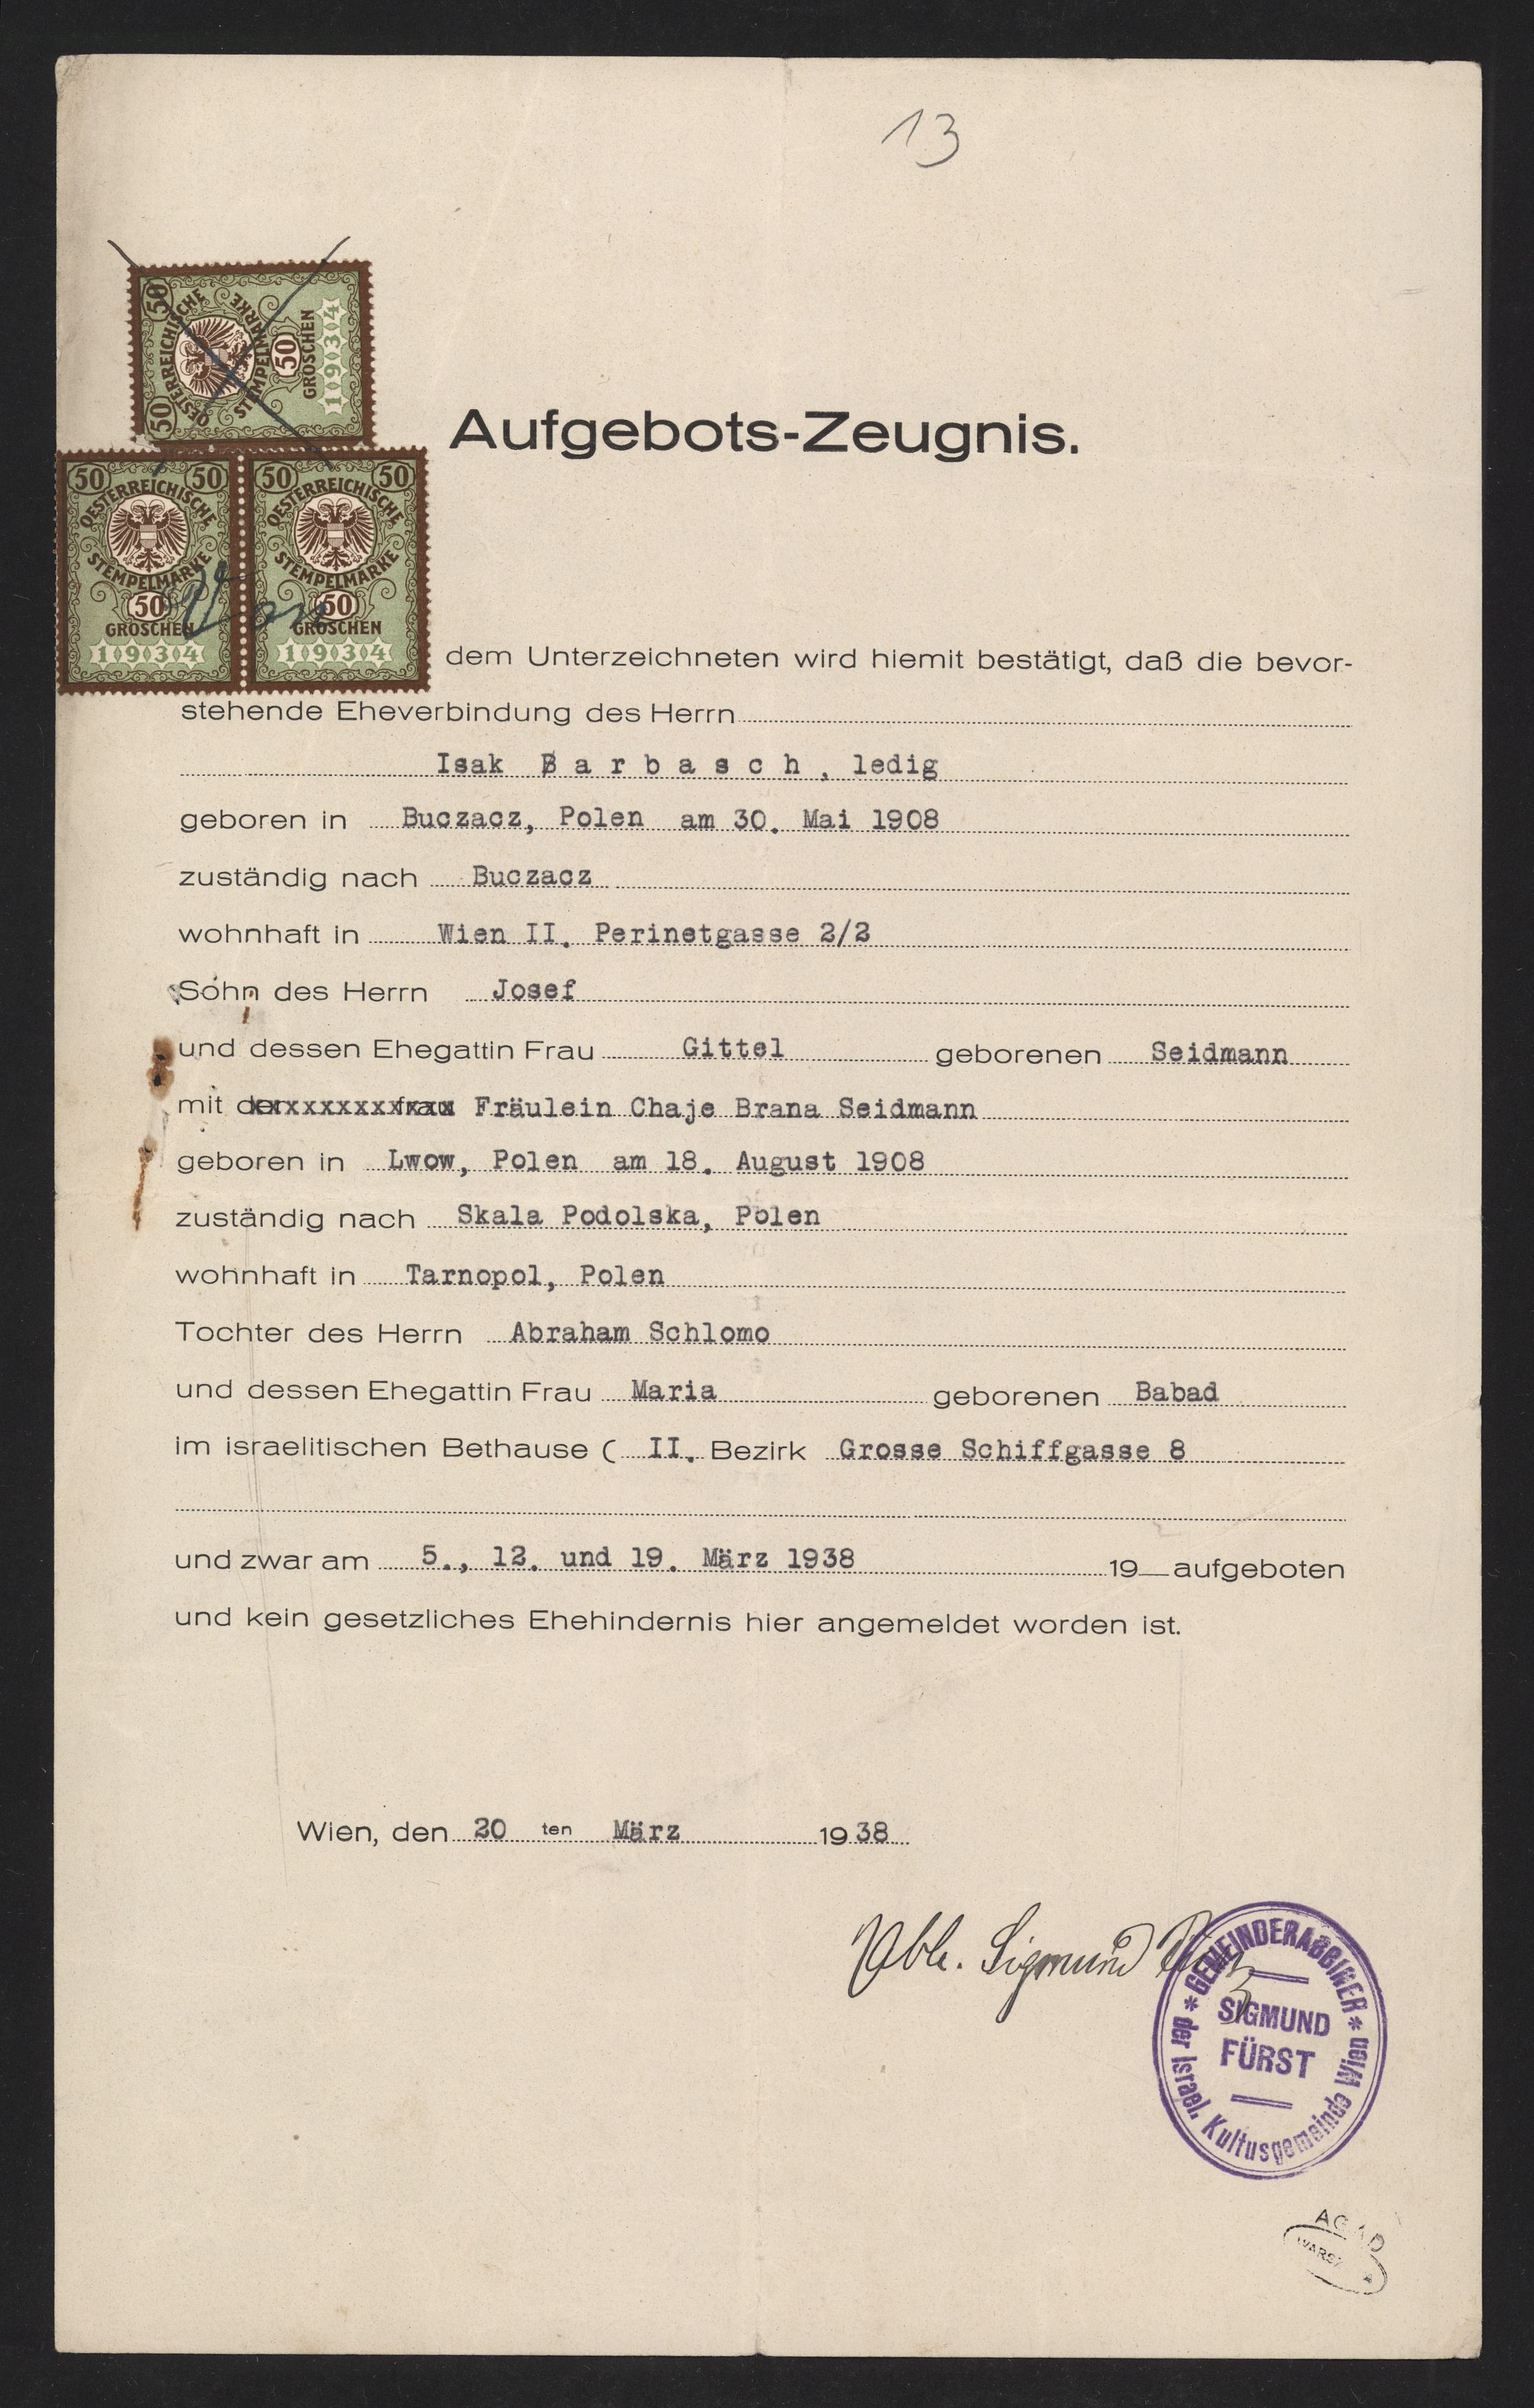 13
50
50
OESTERREICHISCHE
STEMPELMARKE
50
GROSCHEN
1934
Aufgebots-Zeugnis.
50 50
OESTERREICHISCHE
STEMPELMARKE
50
GROSCHEN
1934
50 50
OESTERREICHISCHE
STEMPELMARKE
50
GROSCHEN
1934
Von dem Unterzeichneten wird hiemit bestätigt, daß die bevor-
stehende Eheverbindung des Herrn
Isak Barbasch, ledig
geboren in Buczacz, Polen am 30. Mai 1908
zuständig nach Buczacz
wohnhaft in Wien II. Perinetgasse 2/2
Sohn des Herrn Josef
und dessen Ehegattin Frau Gittel geborenen Seidmann
mit der xxxxxxxxxxxxx Fräulein Chaje Brana Seidmann
geboren in Lwow, Polen am 18. August 1908
zuständig nach Skala Podolska, Polen
wohnhaft in Tarnopol, Polen
Tochter des Herrn Abraham Schlomo
und dessen Ehegattin Frau Maria geborenen Babad
im israelitischen Bethause ( II. Bezirk Grosse Schiffgasse 8
und zwar am 5., 12. und 19. März 1938 19 aufgeboten
und kein gesetzliches Ehehindernis hier angemeldet worden ist.
Wien, den 20 ten März 1938
Sigmund
GEMEINDERABBINER
SIGMUND
FÜRST
der Israel. Kultusgemeinde Wien
AGAD